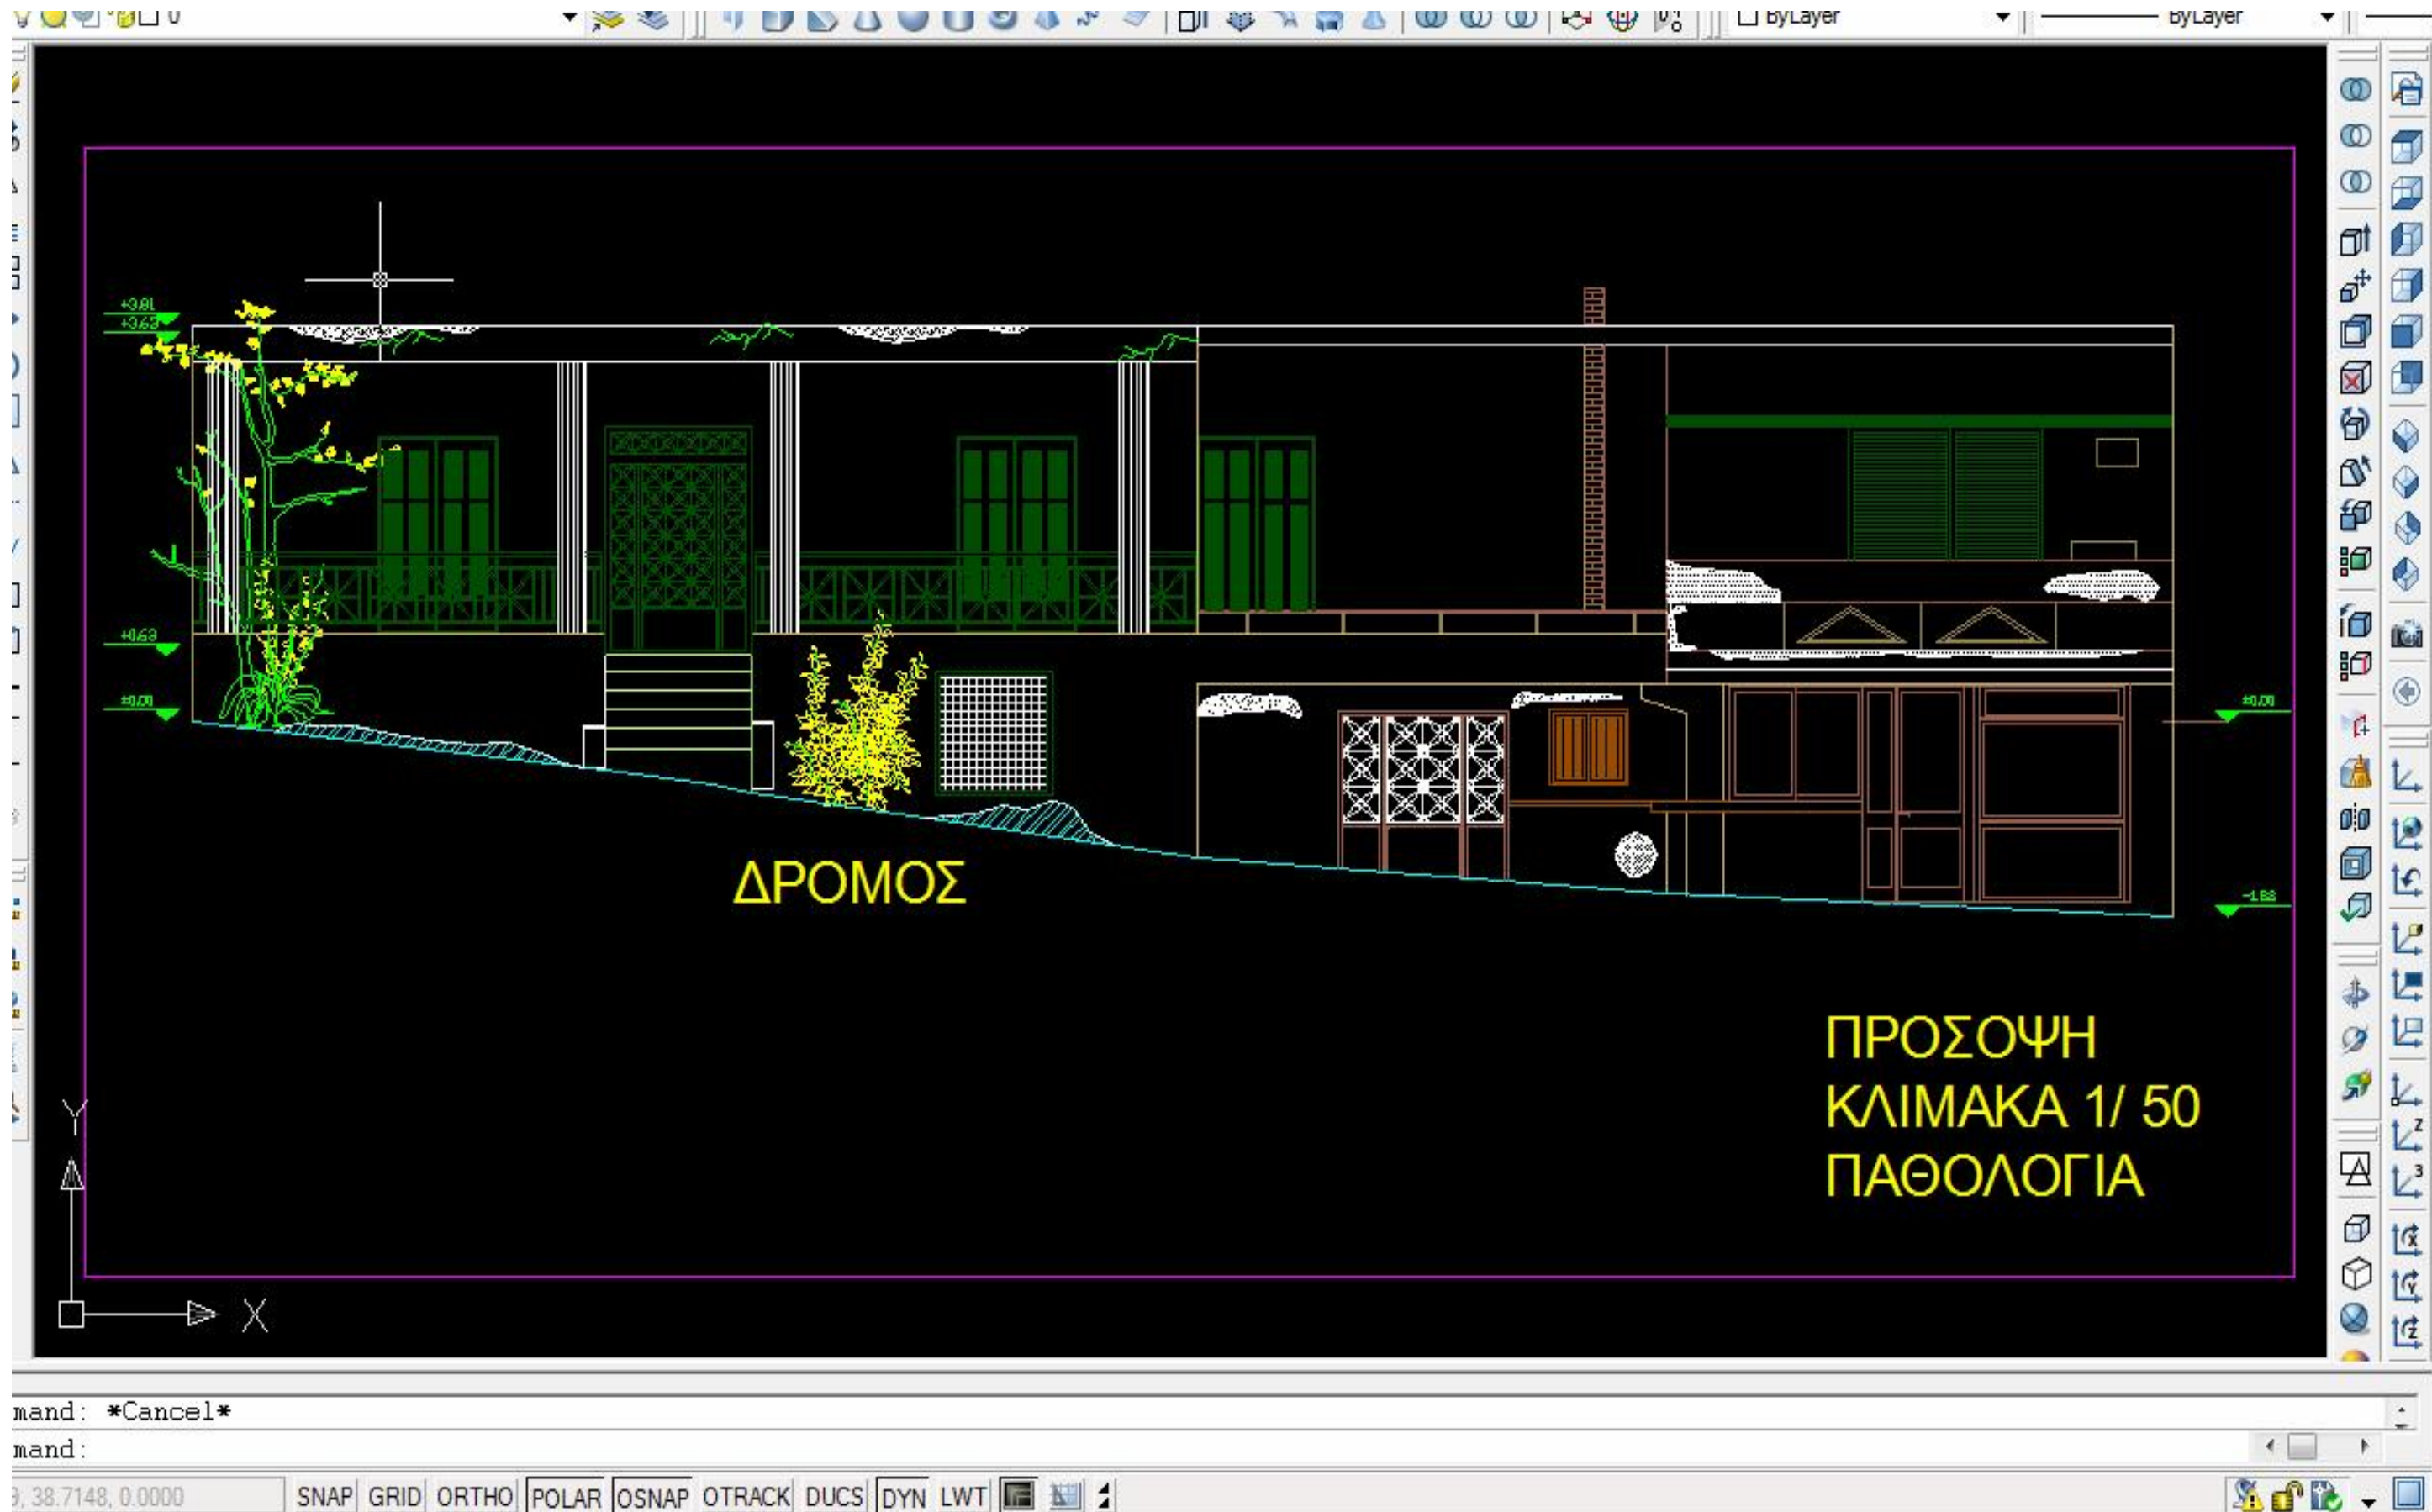 0
ByLayer
ByLayer
+3.81
+3.63
+0.63
±0.00
±0.00
-1.88
ΔΡΟΜΟΣ
ΠΡΟΣΟΨΗ
ΚΛΙΜΑΚΑ 1/ 50
ΠΑΘΟΛΟΓΙΑ
Y
X
mand: *Cancel*
mand:
38.7148, 0.0000 SNAP GRID ORTHO POLAR OSNAP OTRACK DUCS DYN LWT